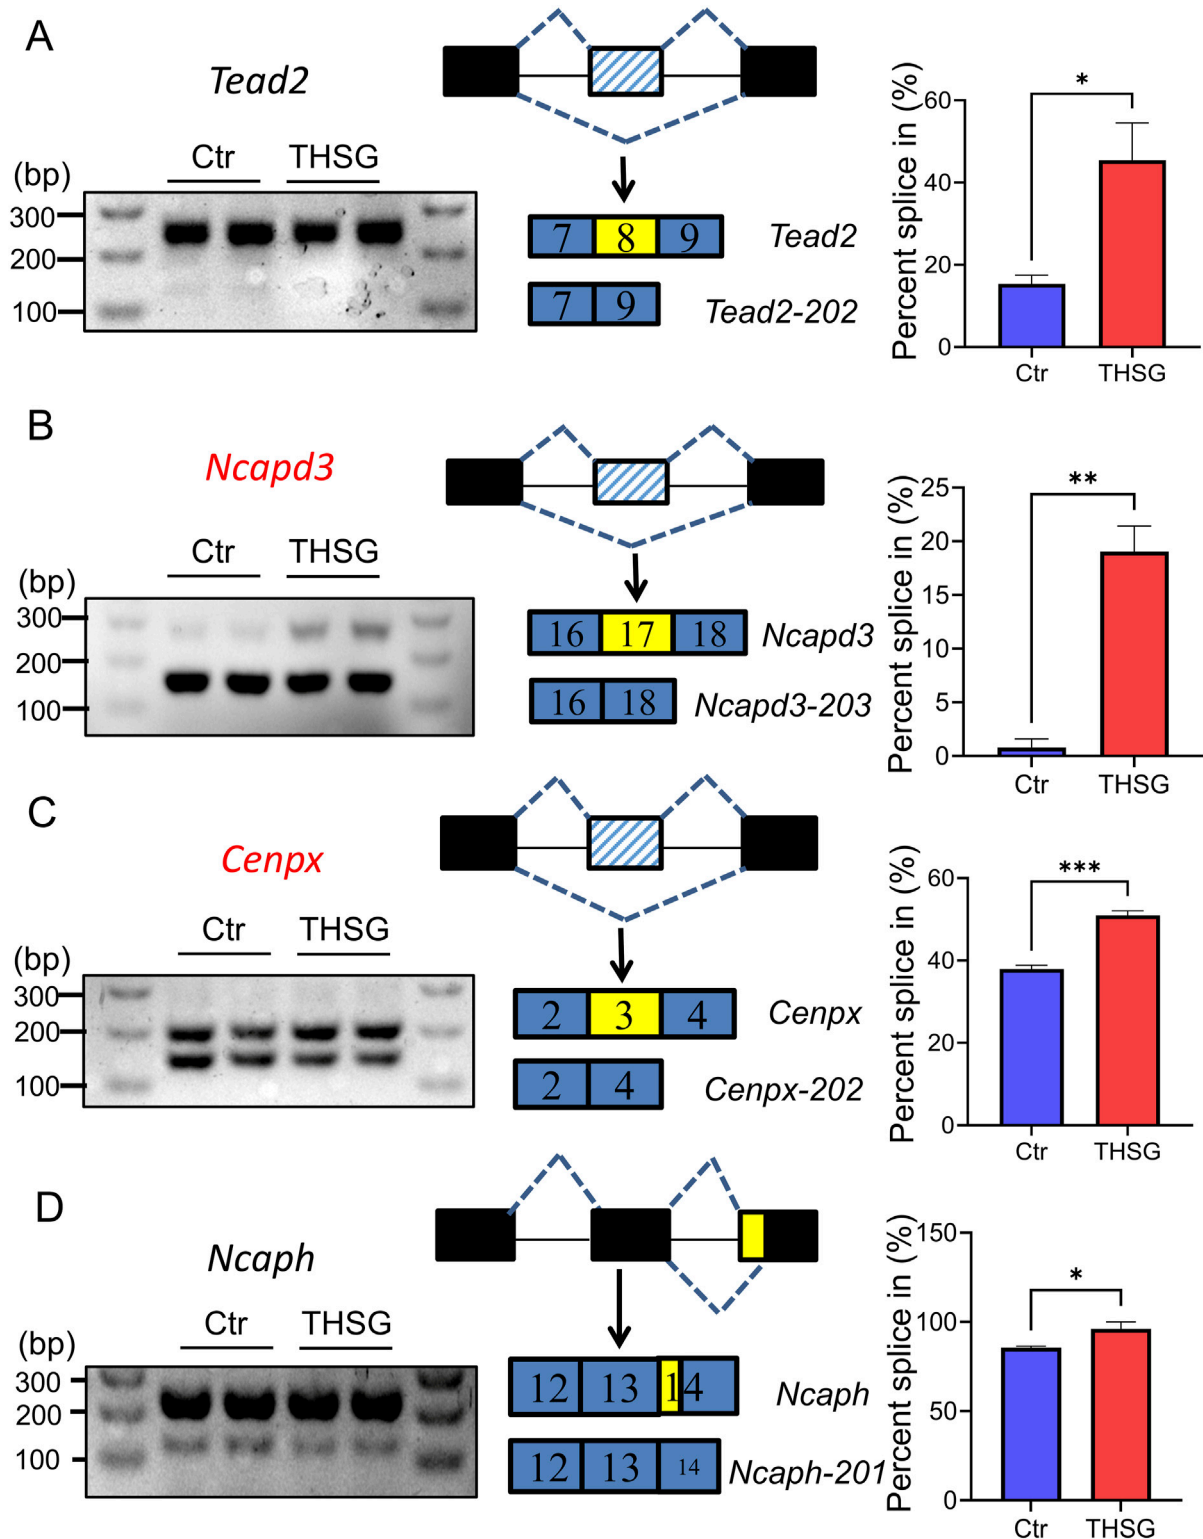 A
Tead2
Ctr THSG
(bp)
300
200
100
7 8 9 Tead2
7 9 Tead2-202
Percent splice in (%)
60
40
20
0
Ctr THSG
*
B
Ncapd3
Ctr THSG
(bp)
300
200
100
16 17 18 Ncapd3
16 18 Ncapd3-203
Percent splice in (%)
25
20
15
10
5
0
Ctr THSG
**
C
Cenpx
Ctr THSG
(bp)
300
200
100
2 3 4 Cenpx
2 4 Cenpx-202
Percent splice in (%)
60
40
20
0
Ctr THSG
***
D
Ncaph
Ctr THSG
(bp)
300
200
100
12 13 14 Ncaph
12 13 14 Ncaph-201
Percent splice in (%)
150
100
50
0
Ctr THSG
*